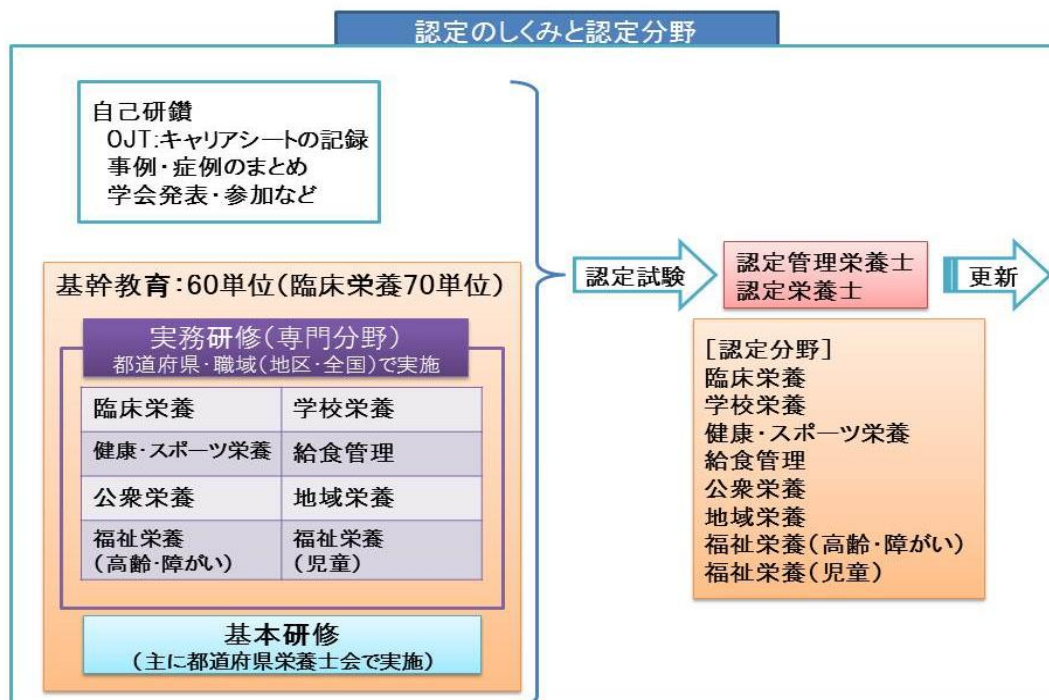 認定のしくみと認定分野
自己研鑽
OJT:キャリアシートの記録
事例・症例のまとめ
学会発表・参加など
基幹教育:60単位(臨床栄養70単位)
実務研修(専門分野)
都道府県・職域(地区・全国)で実施
臨床栄養 学校栄養
健康・スポーツ栄養 給食管理
公衆栄養 地域栄養
福祉栄養 福祉栄養
(高齢・障がい) (児童)
基本研修
(主に都道府県栄養士会で実施)
認定試験
認定管理栄養士
認定栄養士
更新
[認定分野]
臨床栄養
学校栄養
健康・スポーツ栄養
給食管理
公衆栄養
地域栄養
福祉栄養(高齢・障がい)
福祉栄養(児童)